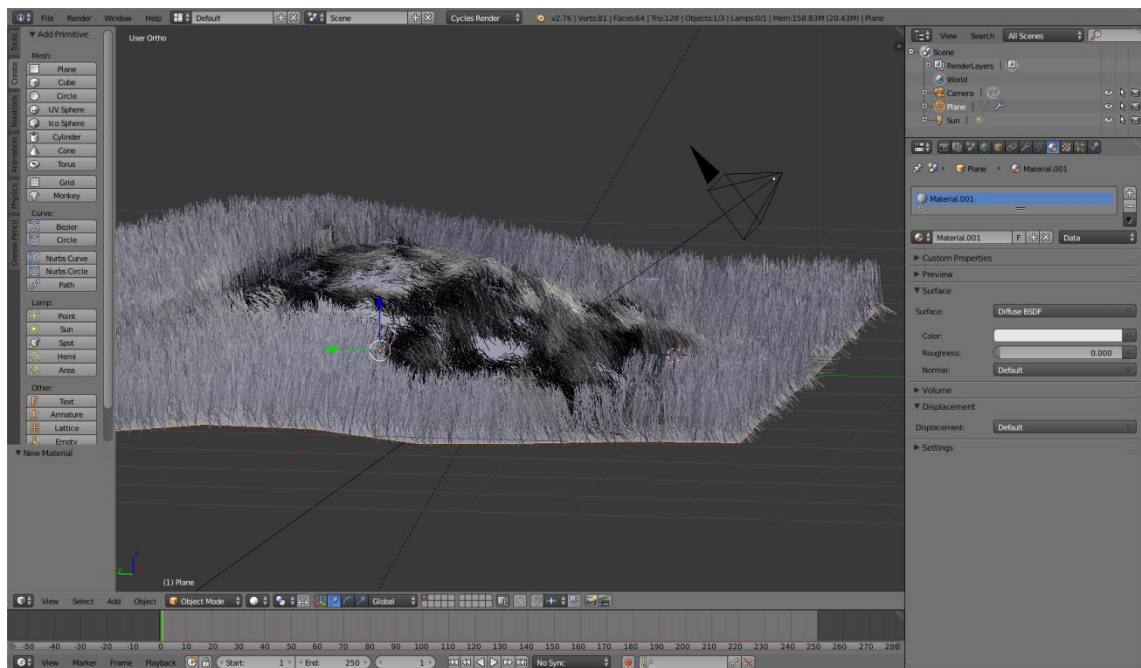 File Render Window Help Default Scene Cycles Render v2.76 | Verts:81 | Faces:64 | Tris:128 | Objects:1/3 | Lamps:0/1 | Mem:158.83M (20.43M) | Plane
Tools
Create
Relations
Animation
Physics
Grease Pencil
Add Primitive
Mesh:
Plane
Cube
Circle
UV Sphere
Ico Sphere
Cylinder
Cone
Torus
Grid
Monkey
Curve:
Bezier
Circle
Nurbs Curve
Nurbs Circle
Path
Lamp:
Point
Sun
Spot
Hemi
Area
Other:
Text
Armature
Lattice
Empty
New Material
User Ortho
(1) Plane
View Select Add Object Object Mode Global
-50 -40 -30 -20 -10 0 10 20 30 40 50 60 70 80 90 100 110 120 130 140 150 160 170 180 190 200 210 220 230 240 250 260 270 280
View Marker Frame Playback Start: 1 End: 250 1 No Sync
View Search All Scenes
Scene
RenderLayers
World
Camera
Plane
Sun
Plane Material.001
Material.001
Material.001 F Data
Custom Properties
Preview
Surface
Surface: Diffuse BSDF
Color:
Roughness: 0.000
Normal: Default
Volume
Displacement
Displacement: Default
Settings